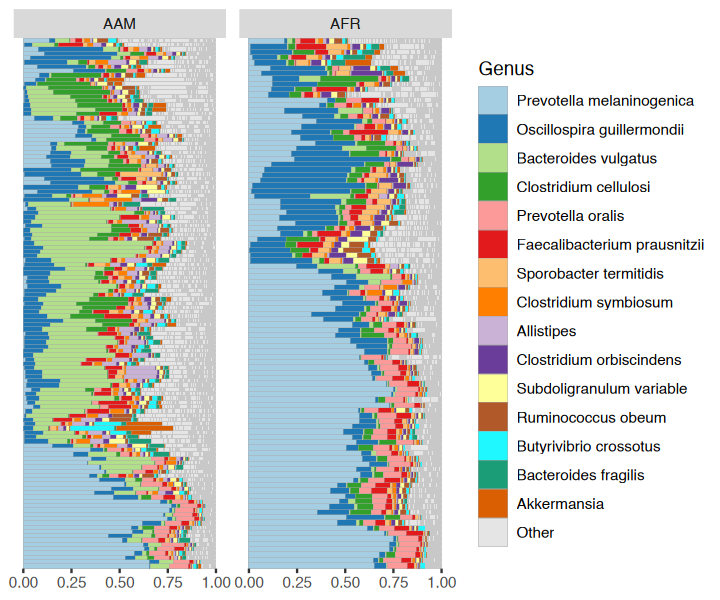 AAM
AFR
Genus
Prevotella melaninogenica
Oscillospira guillermondii
Bacteroides vulgatus
Clostridium cellulosi
Prevotella oralis
Faecalibacterium prausnitzii
Sporobacter termitidis
Clostridium symbiosum
Allistipes
Clostridium orbiscindens
Subdoligranulum variable
Ruminococcus obeum
Butyrivibrio crossotus
Bacteroides fragilis
Akkermansia
Other
0.00 0.25 0.50 0.75 1.00 0.00 0.25 0.50 0.75 1.00